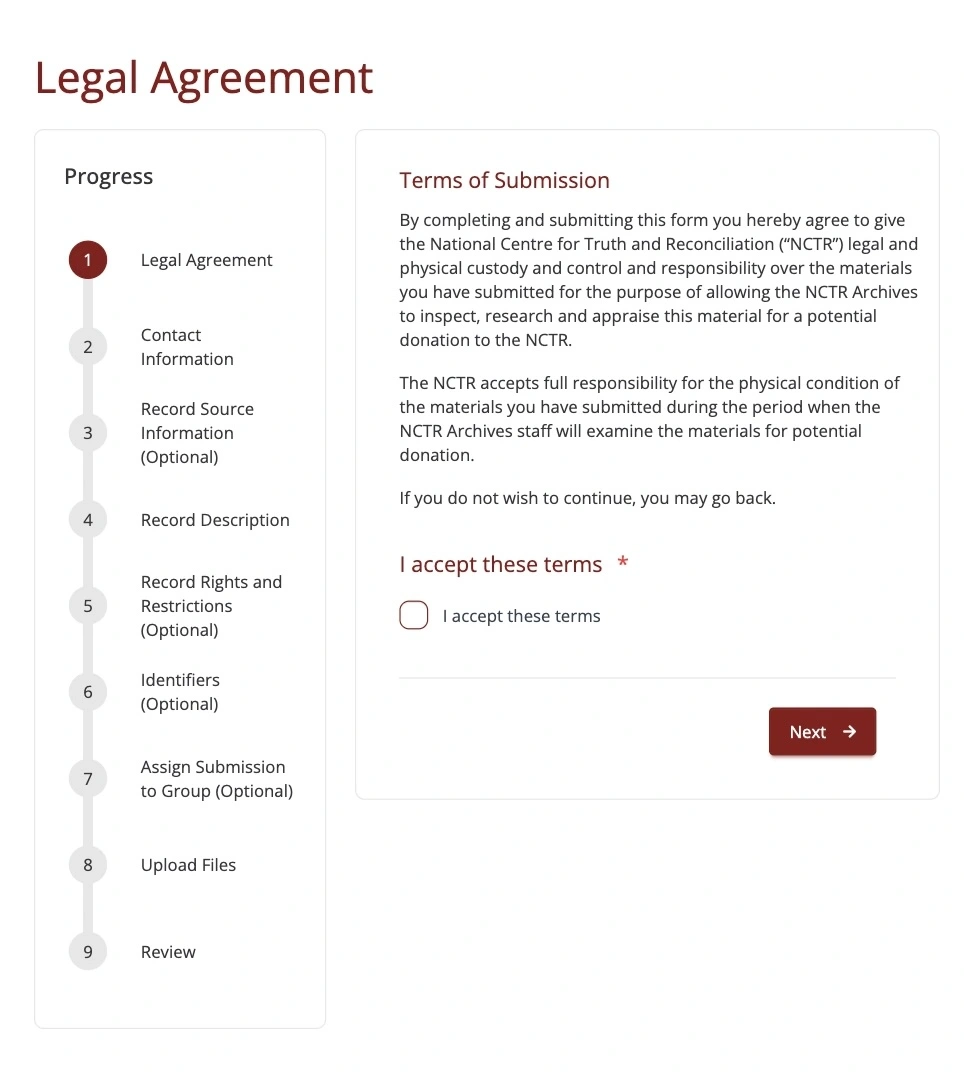 Legal Agreement
Progress
1
Legal Agreement
2
Contact
Information
3
Record Source
Information
(Optional)
4
Record Description
5
Record Rights and
Restrictions
(Optional)
6
Identifiers
(Optional)
7
Assign Submission
to Group (Optional)
8
Upload Files
9
Review
Terms of Submission
By completing and submitting this form you hereby agree to give
the National Centre for Truth and Reconciliation (“NCTR”) legal and
physical custody and control and responsibility over the materials
you have submitted for the purpose of allowing the NCTR Archives
to inspect, research and appraise this material for a potential
donation to the NCTR.
The NCTR accepts full responsibility for the physical condition of
the materials you have submitted during the period when the
NCTR Archives staff will examine the materials for potential
donation.
If you do not wish to continue, you may go back.
I accept these terms *
I accept these terms
Next →